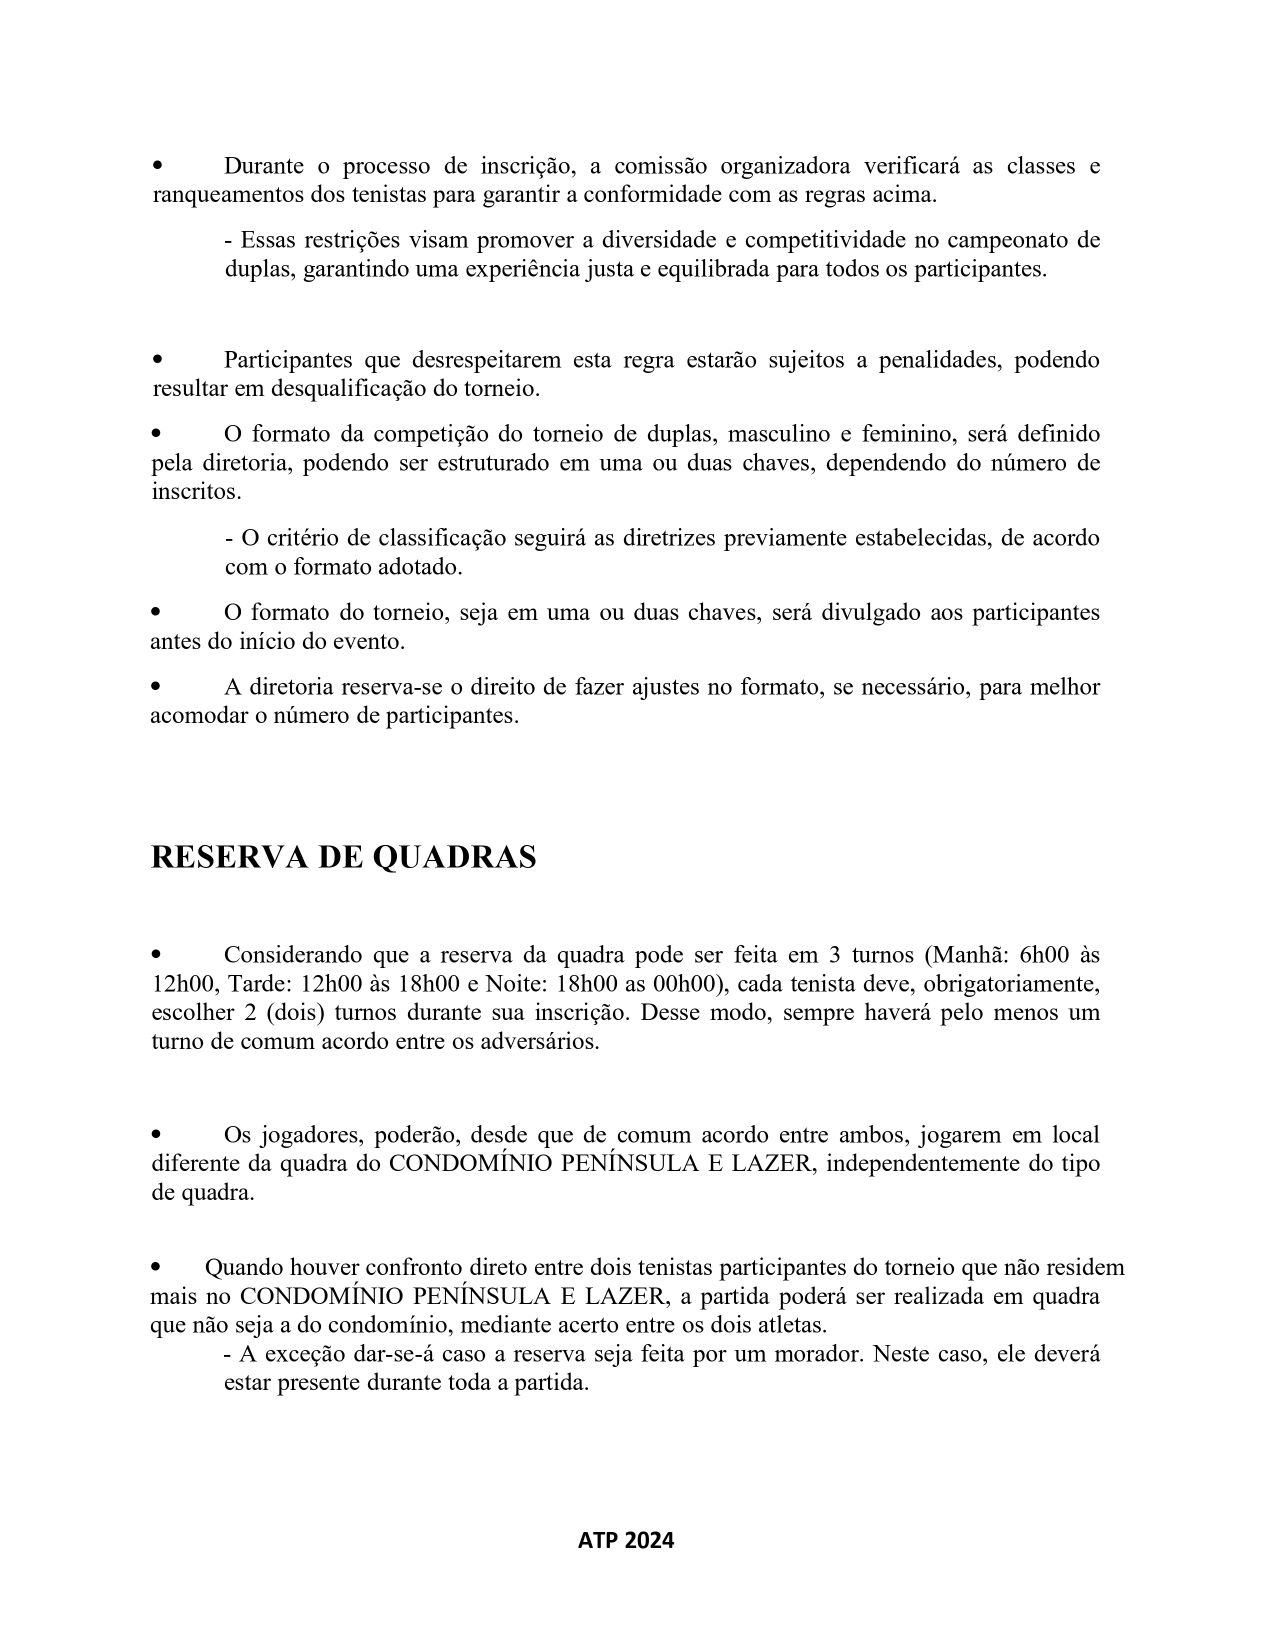 • Durante o processo de inscrição, a comissão organizadora verificará as classes e
ranqueamentos dos tenistas para garantir a conformidade com as regras acima.
- Essas restrições visam promover a diversidade e competitividade no campeonato de
duplas, garantindo uma experiência justa e equilibrada para todos os participantes.
• Participantes que desrespeitarem esta regra estarão sujeitos a penalidades, podendo
resultar em desqualificação do torneio.
• O formato da competição do torneio de duplas, masculino e feminino, será definido
pela diretoria, podendo ser estruturado em uma ou duas chaves, dependendo do número de
inscritos.
- O critério de classificação seguirá as diretrizes previamente estabelecidas, de acordo
com o formato adotado.
• O formato do torneio, seja em uma ou duas chaves, será divulgado aos participantes
antes do início do evento.
• A diretoria reserva-se o direito de fazer ajustes no formato, se necessário, para melhor
acomodar o número de participantes.
RESERVA DE QUADRAS
• Considerando que a reserva da quadra pode ser feita em 3 turnos (Manhã: 6h00 às
12h00, Tarde: 12h00 às 18h00 e Noite: 18h00 as 00h00), cada tenista deve, obrigatoriamente,
escolher 2 (dois) turnos durante sua inscrição. Desse modo, sempre haverá pelo menos um
turno de comum acordo entre os adversários.
• Os jogadores, poderão, desde que de comum acordo entre ambos, jogarem em local
diferente da quadra do CONDOMÍNIO PENÍNSULA E LAZER, independentemente do tipo
de quadra.
• Quando houver confronto direto entre dois tenistas participantes do torneio que não residem
mais no CONDOMÍNIO PENÍNSULA E LAZER, a partida poderá ser realizada em quadra
que não seja a do condomínio, mediante acerto entre os dois atletas.
- A exceção dar-se-á caso a reserva seja feita por um morador. Neste caso, ele deverá
estar presente durante toda a partida.
ATP 2024